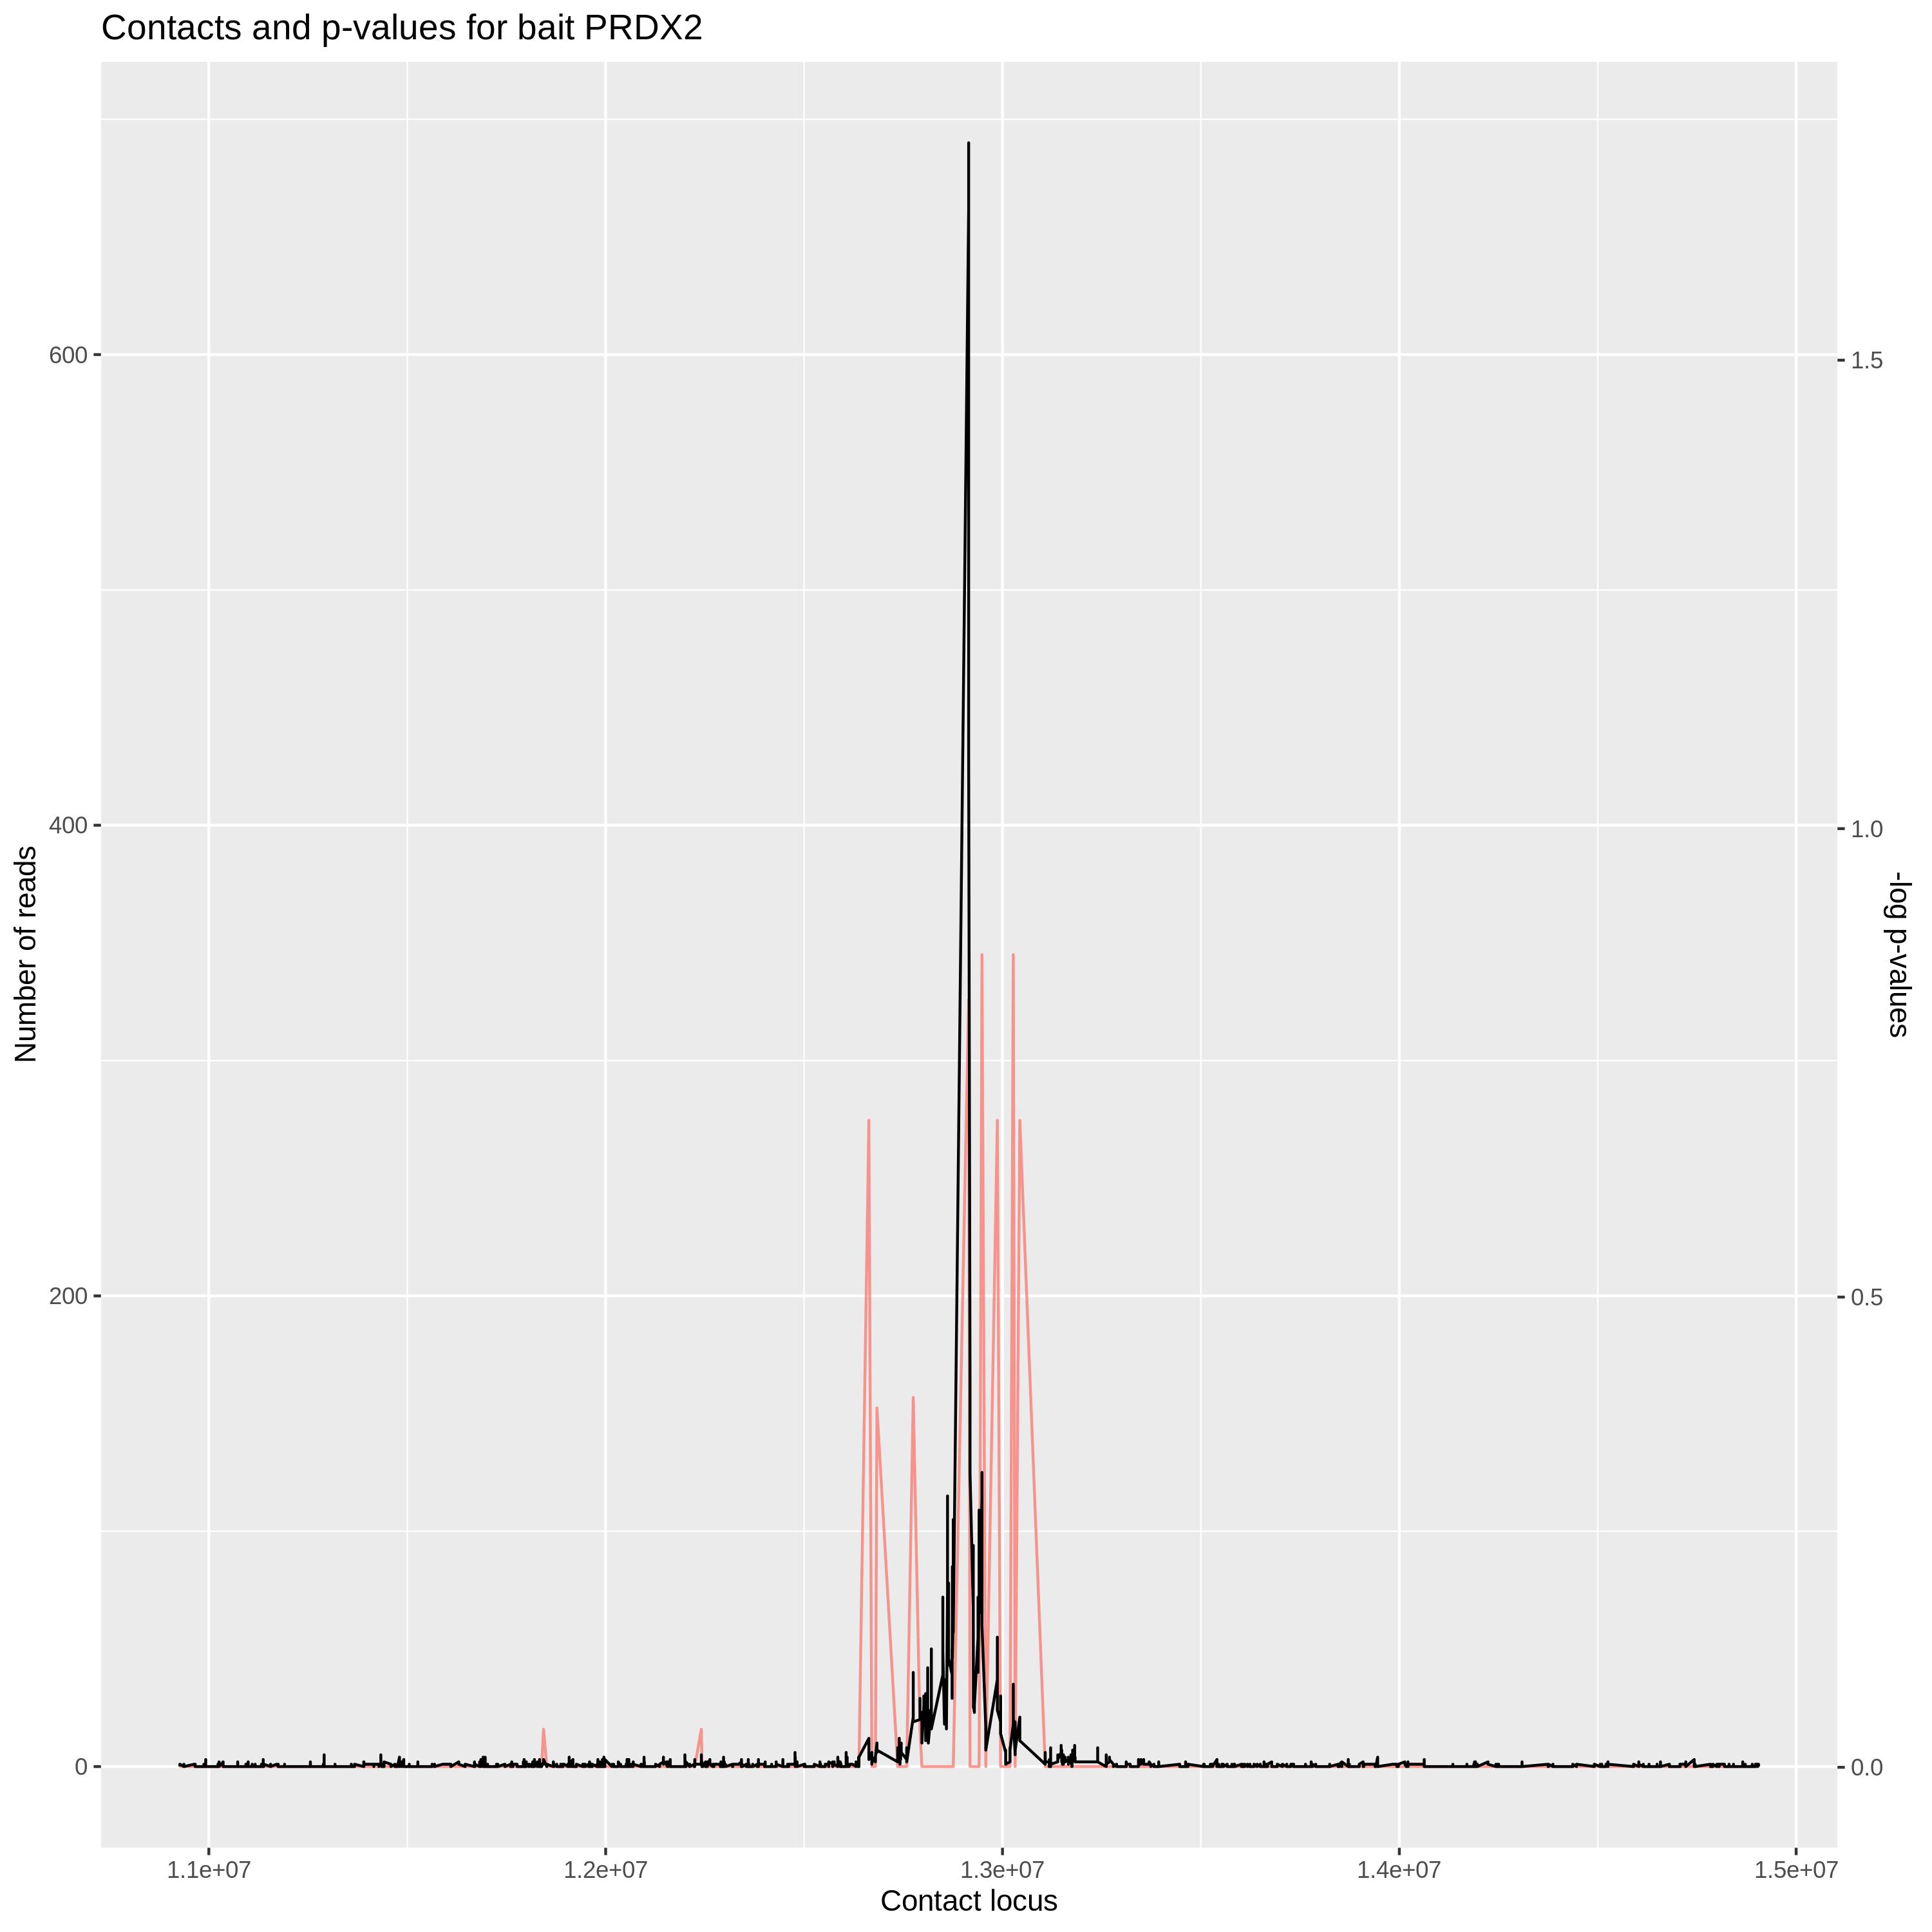 Contacts and p-values for bait PRDX2
600
400
200
0
Number of reads
1.5
1.0
0.5
0.0
-log p-values
1.1e+07
1.2e+07
1.3e+07
1.4e+07
1.5e+07
Contact locus